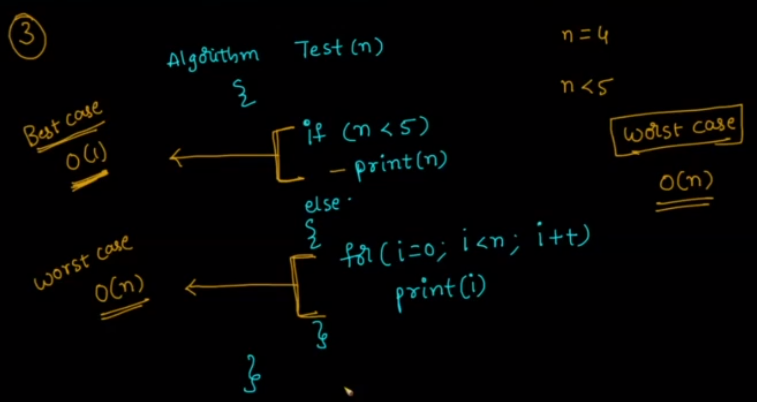 3
Algorithm Test(n)
{
if (n<5)
- print(n)
else.
{
for(i=0; i<n; i++)
print(i)
}
}
Best case
O(1)
worst case
O(n)
n=4
n<5
worst case
O(n)